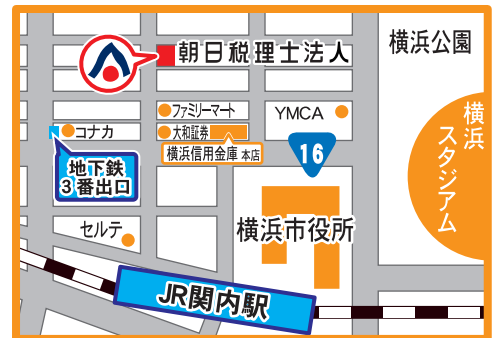 朝日税理士法人
横浜公園
ファミリーマート
YMCA
コナカ
大和証券
横浜信用金庫 本店
16
横浜
スタジアム
地下鉄
3番出口
セルテ
横浜市役所
JR関内駅